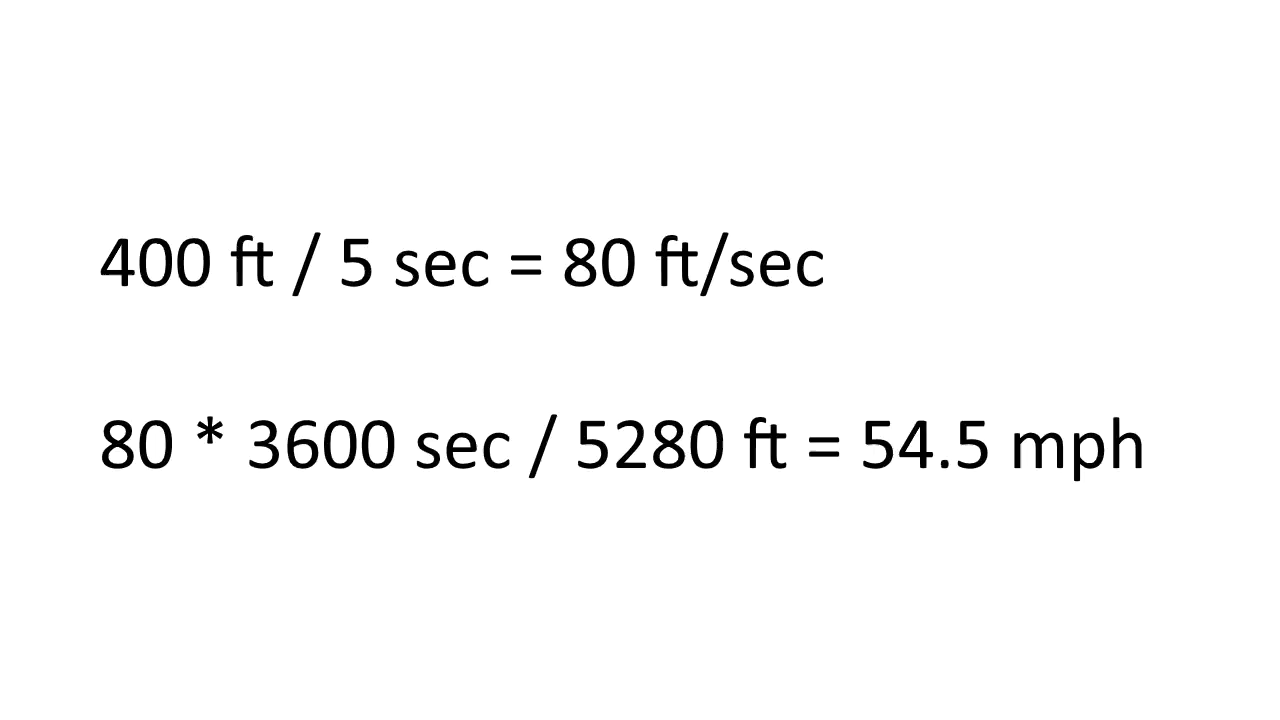 400 ft / 5 sec = 80 ft/sec
80 * 3600 sec / 5280 ft = 54.5 mph